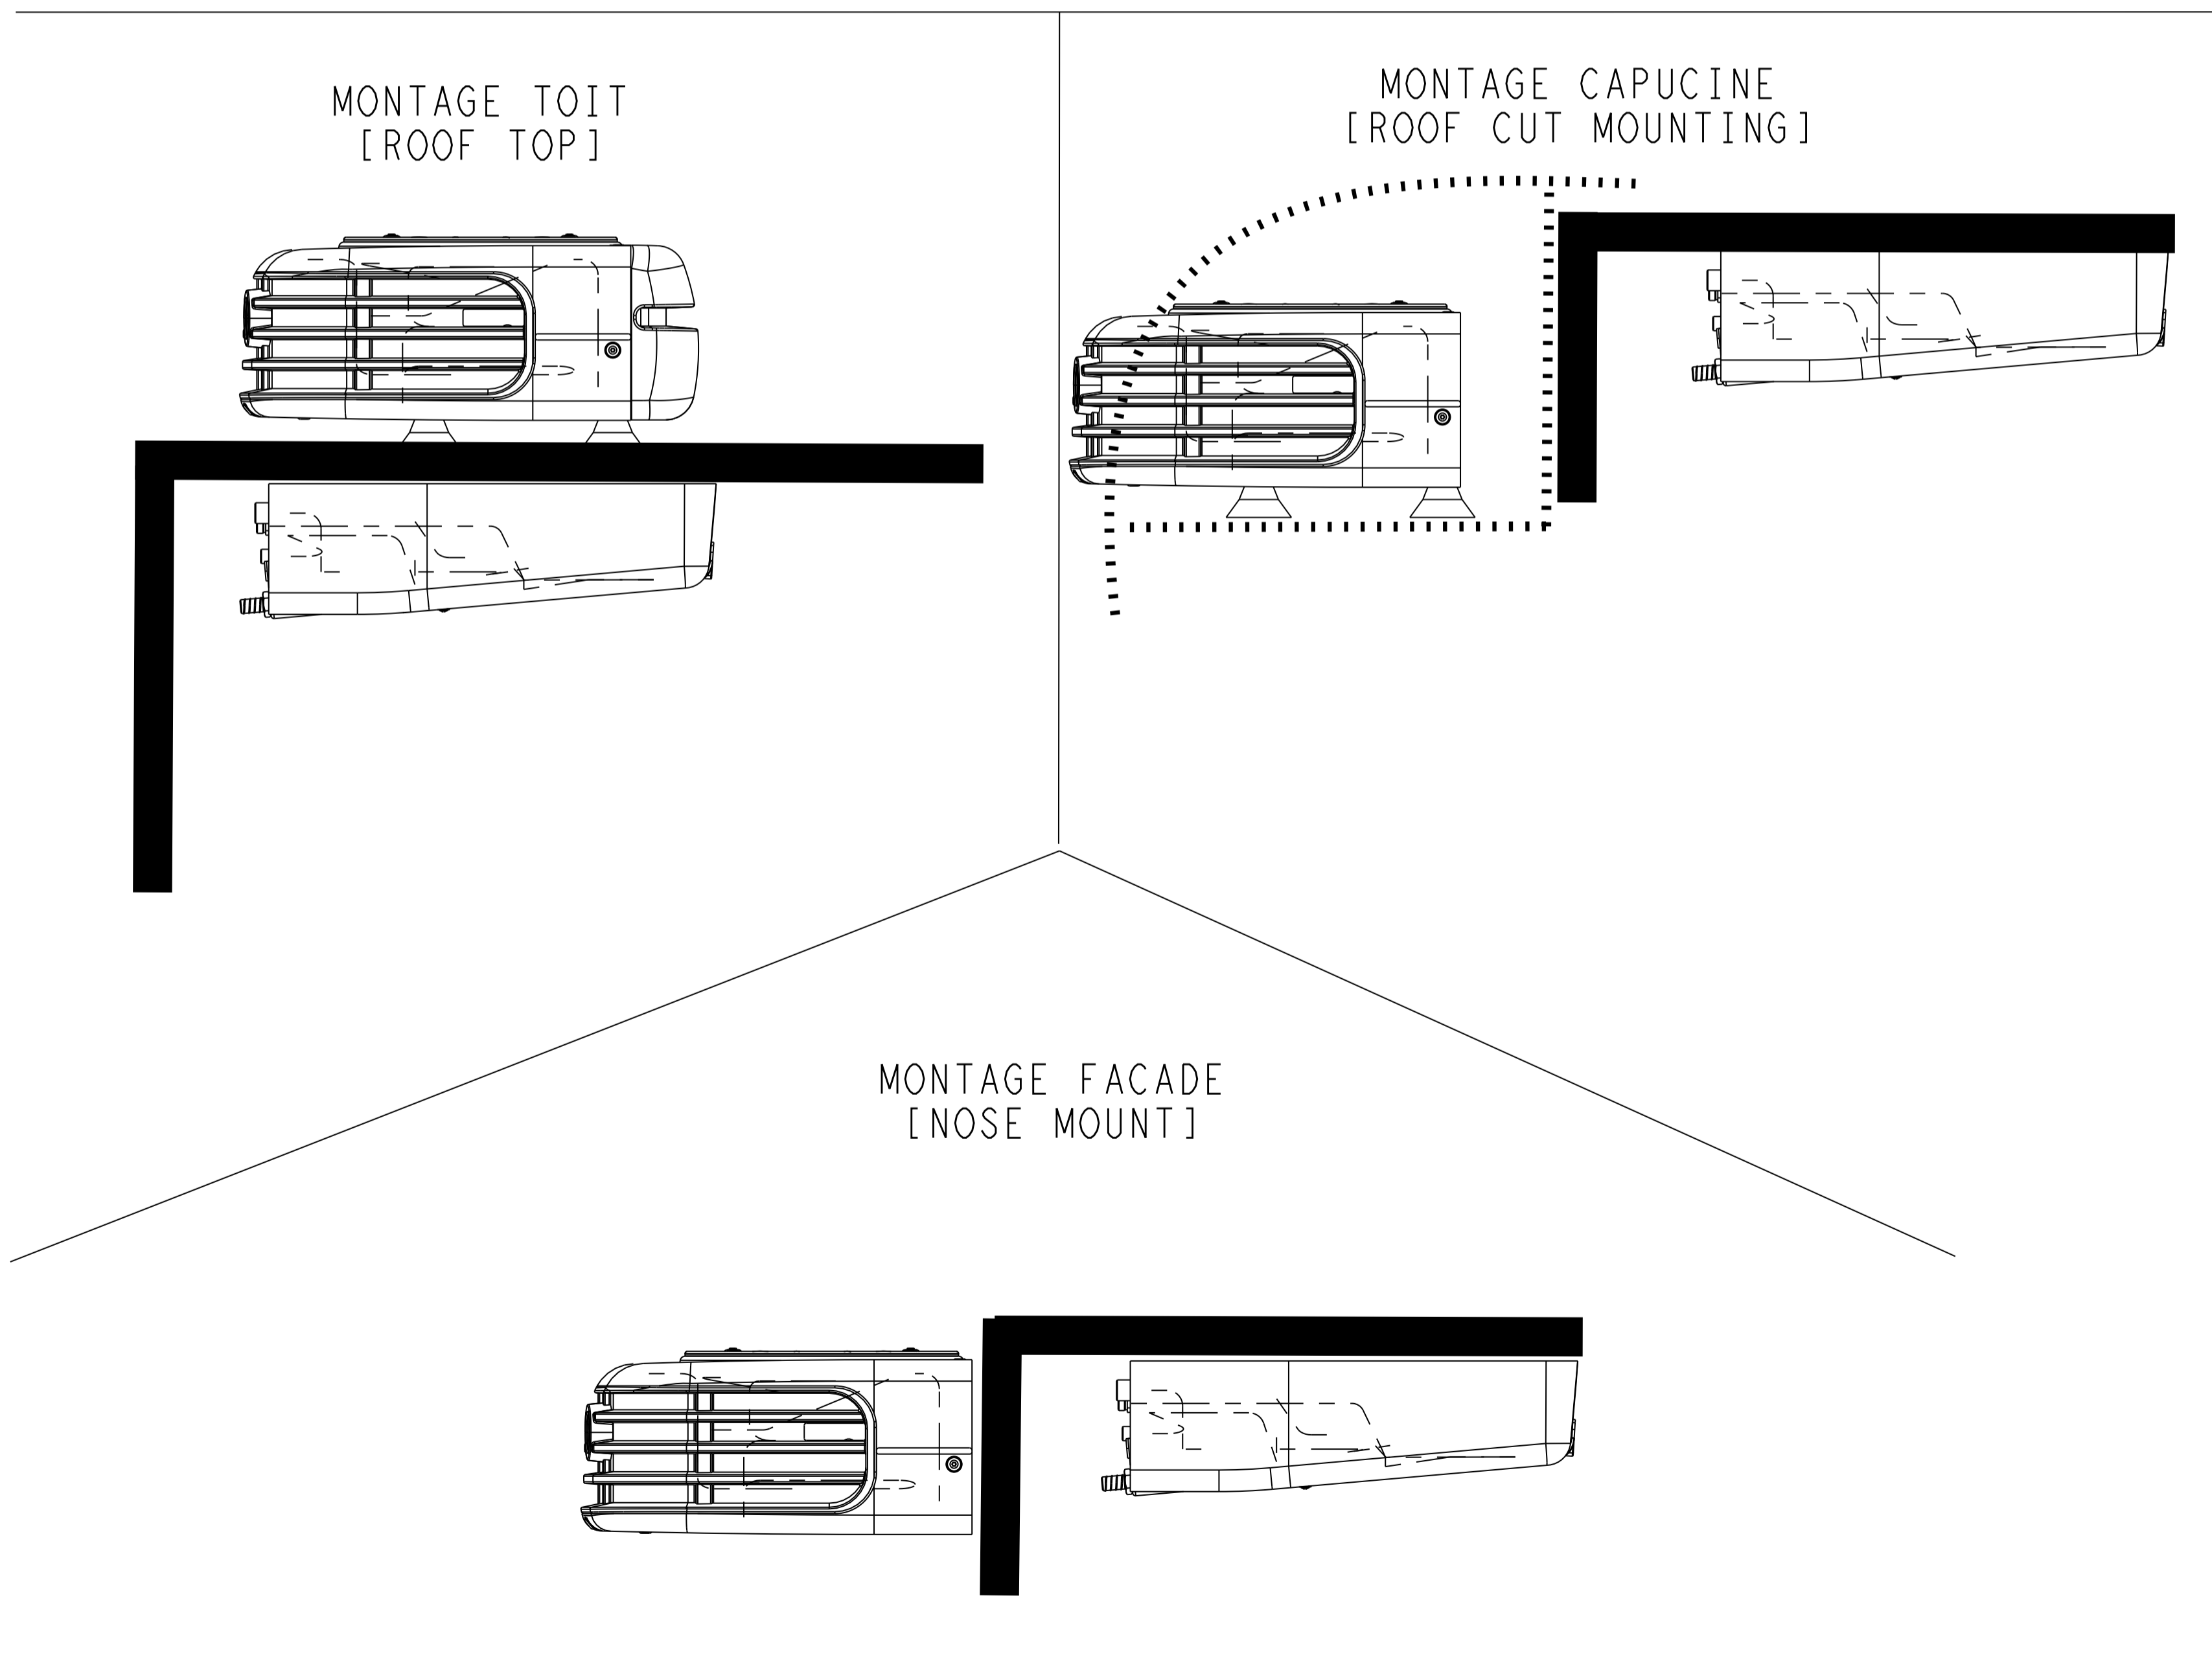 MONTAGE TOIT
[ROOF TOP]
MONTAGE CAPUCINE
[ROOF CUT MOUNTING]
MONTAGE FACADE
[NOSE MOUNT]